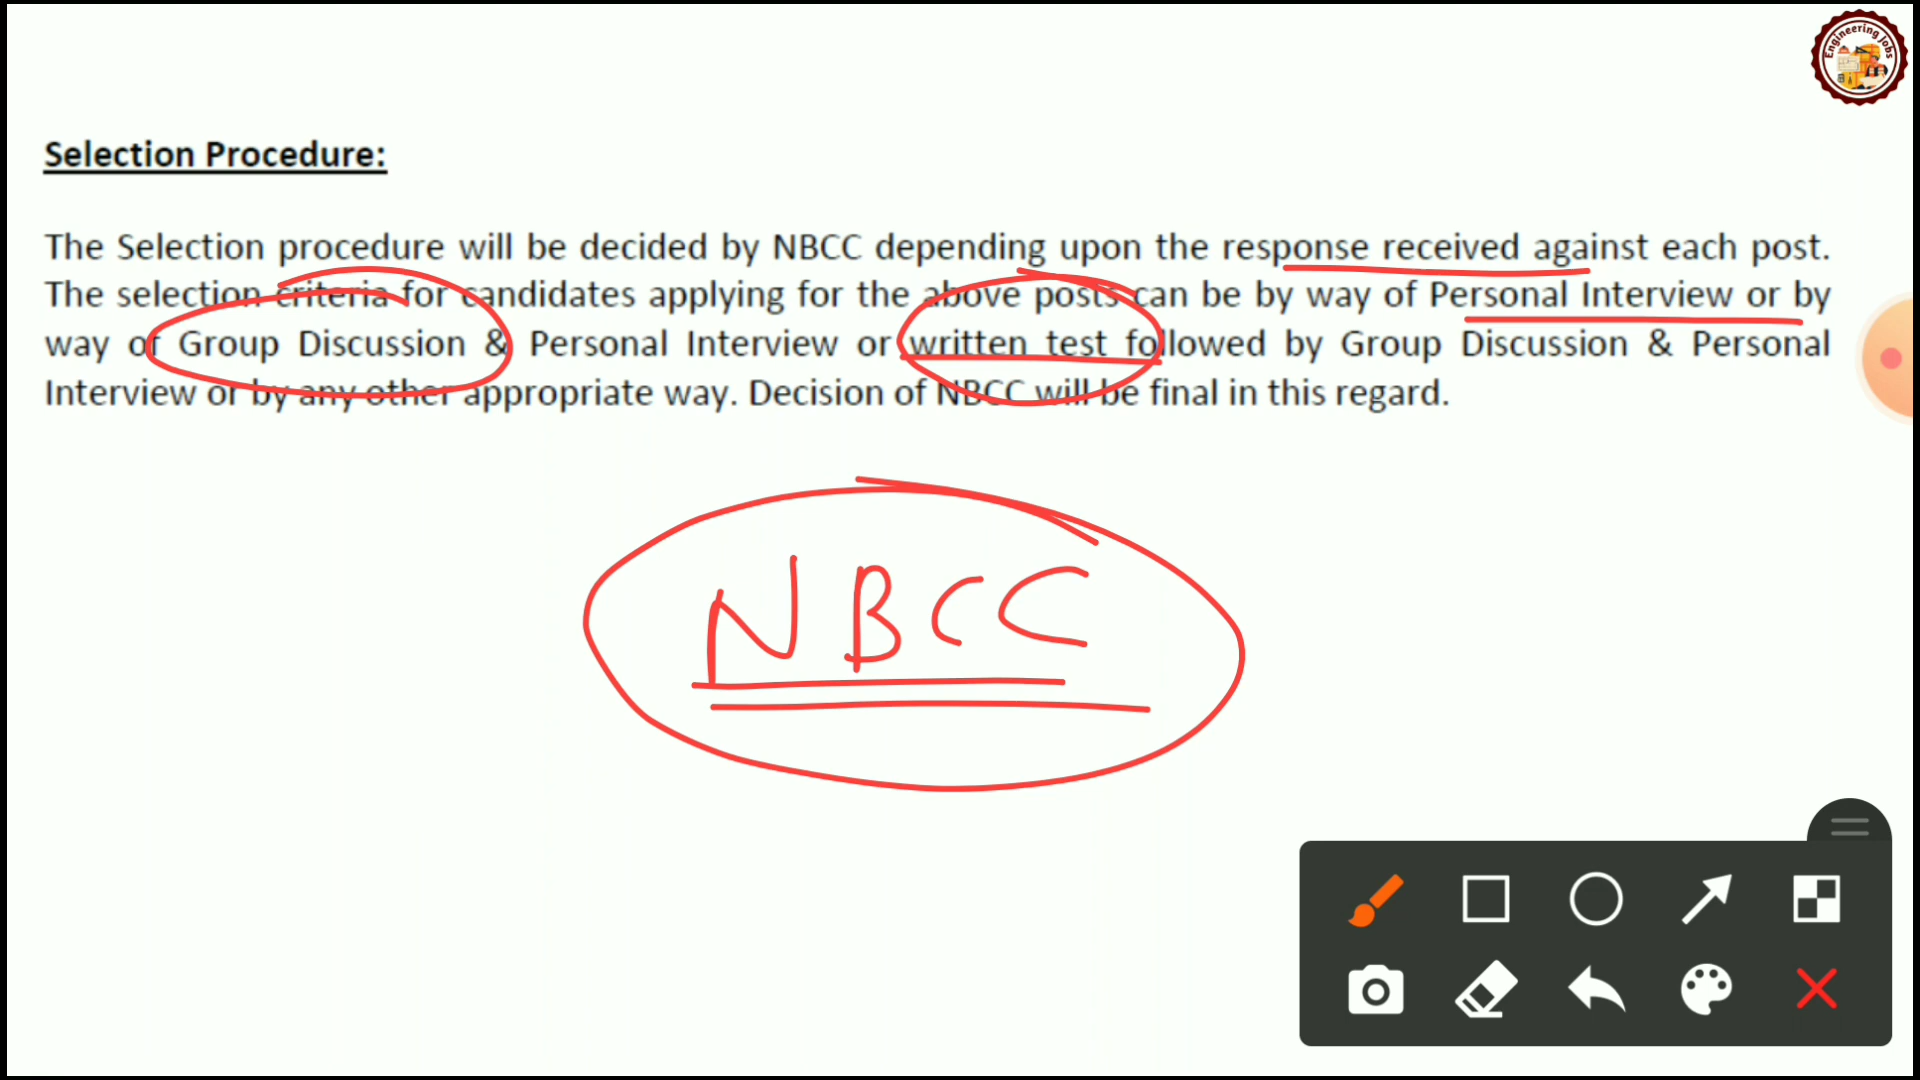 Engineering Jobs
Selection Procedure:
The Selection procedure will be decided by NBCC depending upon the response received against each post.
The selection criteria for candidates applying for the above posts can be by way of Personal Interview or by
way of Group Discussion & Personal Interview or written test followed by Group Discussion & Personal
Interview or by any other appropriate way. Decision of NBCC will be final in this regard.
NBCC